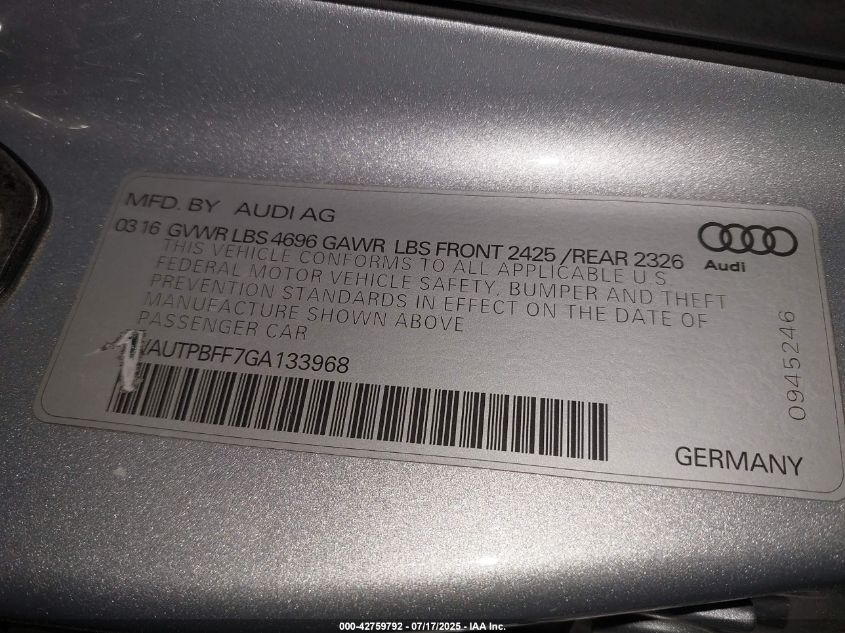 MFD. BY AUDI AG
03 16 GVWR LBS 4696 GAWR LBS FRONT 2425 /REAR 2326
THIS VEHICLE CONFORMS TO ALL APPLICABLE U.S.
FEDERAL MOTOR VEHICLE SAFETY, BUMPER AND THEFT
PREVENTION STANDARDS IN EFFECT ON THE DATE OF
MANUFACTURE SHOWN ABOVE
PASSENGER CAR
WAUTPBFF7GA133968
Audi
0945246
GERMANY
000-42759792 - 07/17/2025 - IAA Inc.